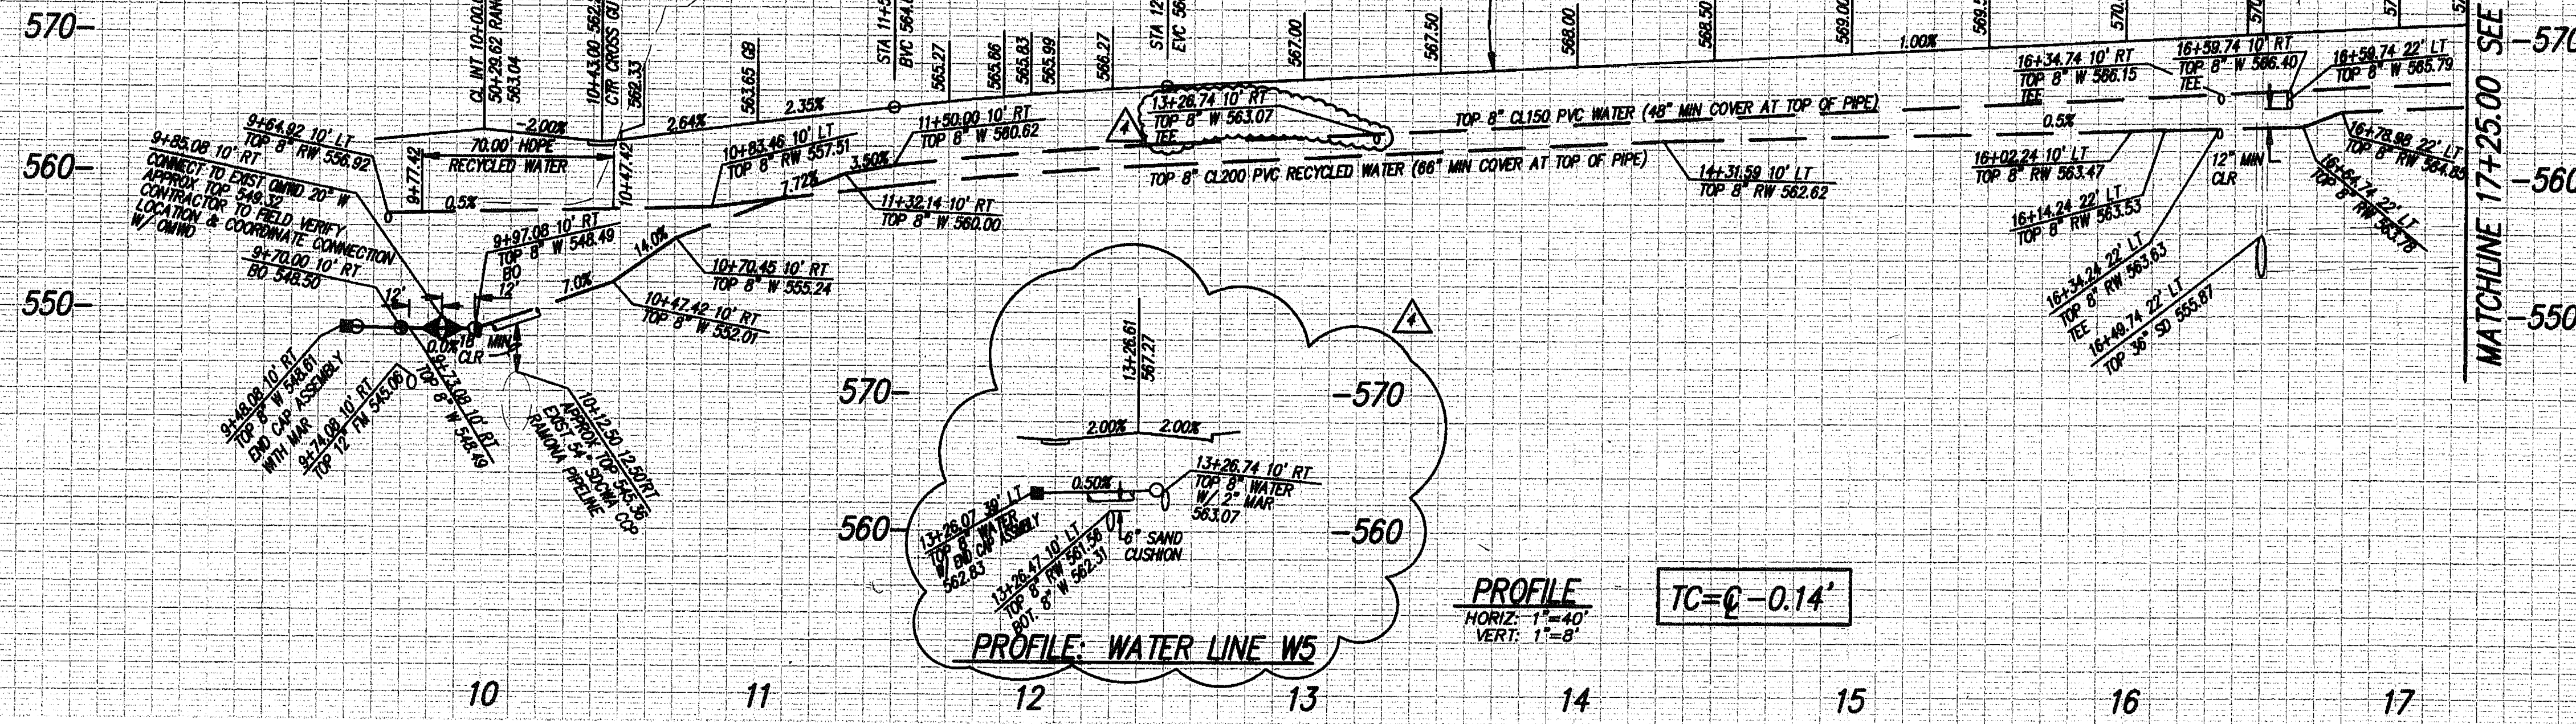 570-
560-
550-
CL INT 10+00.
50+29.62 RAN
563.04
10+43.00 562.
CTR CROSS GU
562.33
563.65 GB
STA 11+5
BVC 564.
565.27
565.66
565.83
565.99
566.27
STA 12
EVC 56
567.00
567.50
568.00
568.50
569.00
569.5
570.
570
57
1.00%
-2.00%
2.64%
2.35%
70.00' HDPE
RECYCLED WATER
9+77.42
10+47.42
0.5%
9+64.92 10' LT
TOP 8" RW 556.92
9+85.08 10' RT
CONNECT TO EXIST OMWD 20" W
APPROX TOP 549.32
CONTRACTOR TO FIELD VERIFY
LOCATION & COORDINATE CONNECTION
W/ OMWD
9+70.00 10' RT
BO 548.50
12'
12'
9+97.08 10' RT
TOP 8" W 548.49
BO
0.0%
18" MIN
CLR
9+48.08 10' RT
TOP 8" W 548.61
END CAP ASSEMBLY
WITH MAR
9+74.08 10' RT
TOP 12" FM 545.06
9+73.08 10' RT
TOP 8" W 548.49
10+12.50 12.50'RT
APPROX TOP 545.36
EXIST 54" SDCWA CCP
RAMONA PIPELINE
7.0%
14.0%
10+47.42 10' RT
TOP 8" W 552.01
10+70.45 10' RT
TOP 8" W 555.24
10+83.46 10' LT
TOP 8" RW 557.51
7.72%
3.50%
11+50.00 10' RT
TOP 8" W 560.62
11+32.14 10' RT
TOP 8" W 560.00
4
13+26.74 10' RT
TOP 8" W 563.07
TEE
TOP 8" CL150 PVC WATER (48" MIN COVER AT TOP OF PIPE)
TOP 8" CL200 PVC RECYCLED WATER (66" MIN COVER AT TOP OF PIPE)
14+31.59 10' LT
TOP 8" RW 562.62
0.5%
16+34.74 10' RT
TOP 8" W 566.15
TEE
16+59.74 10' RT
TOP 8" W 566.40
TEE
16+59.74 22' LT
TOP 8" W 565.79
16+02.24 10' LT
TOP 8" RW 563.47
16+14.24 22' LT
TOP 8" RW 563.53
16+34.24 22' LT
TOP 8" RW 563.63
TEE
16+49.74 22' LT
TOP 36" SD 555.87
12" MIN
CLR
16+78.98 22' LT
TOP 8" RW 564.85
16+64.74 22' LT
TOP 8" RW 563.78
MATCHLINE 17+25.00 SEE
-570
-560
-550
4
13+26.61
567.27
570-
-570
2.00%
2.00%
0.50%
560-
-560
13+26.74 10' RT
TOP 8" WATER
W/ 2" MAR
563.07
13+26.07 39' LT
TOP 8" WATER
W/ END CAP ASSMBLY
562.83
13+26.47 10' LT
TOP 8" RW 561.56
BOT. 8" W 562.31
6" SAND
CUSHION
PROFILE: WATER LINE W5
PROFILE
HORIZ: 1"=40'
VERT: 1"=8'
TC=℄-0.14'
10 11 12 13 14 15 16 17